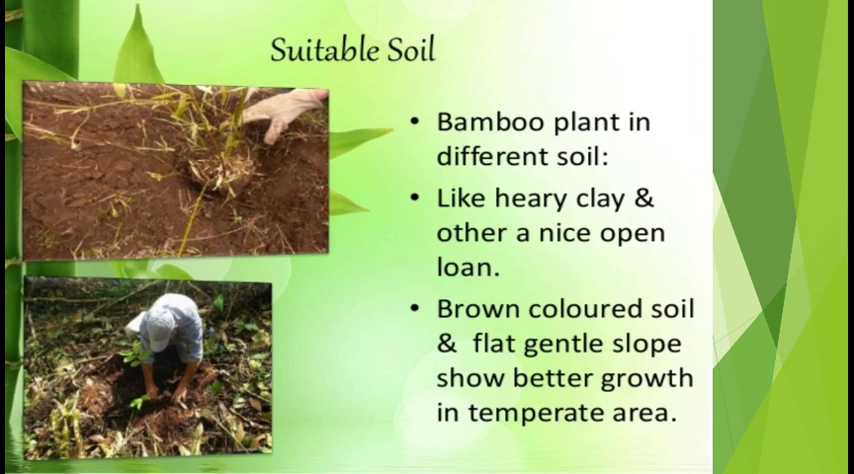 Suitable Soil
• Bamboo plant in
different soil:
• Like heary clay &
other a nice open
loan.
• Brown coloured soil
& flat gentle slope
show better growth
in temperate area.